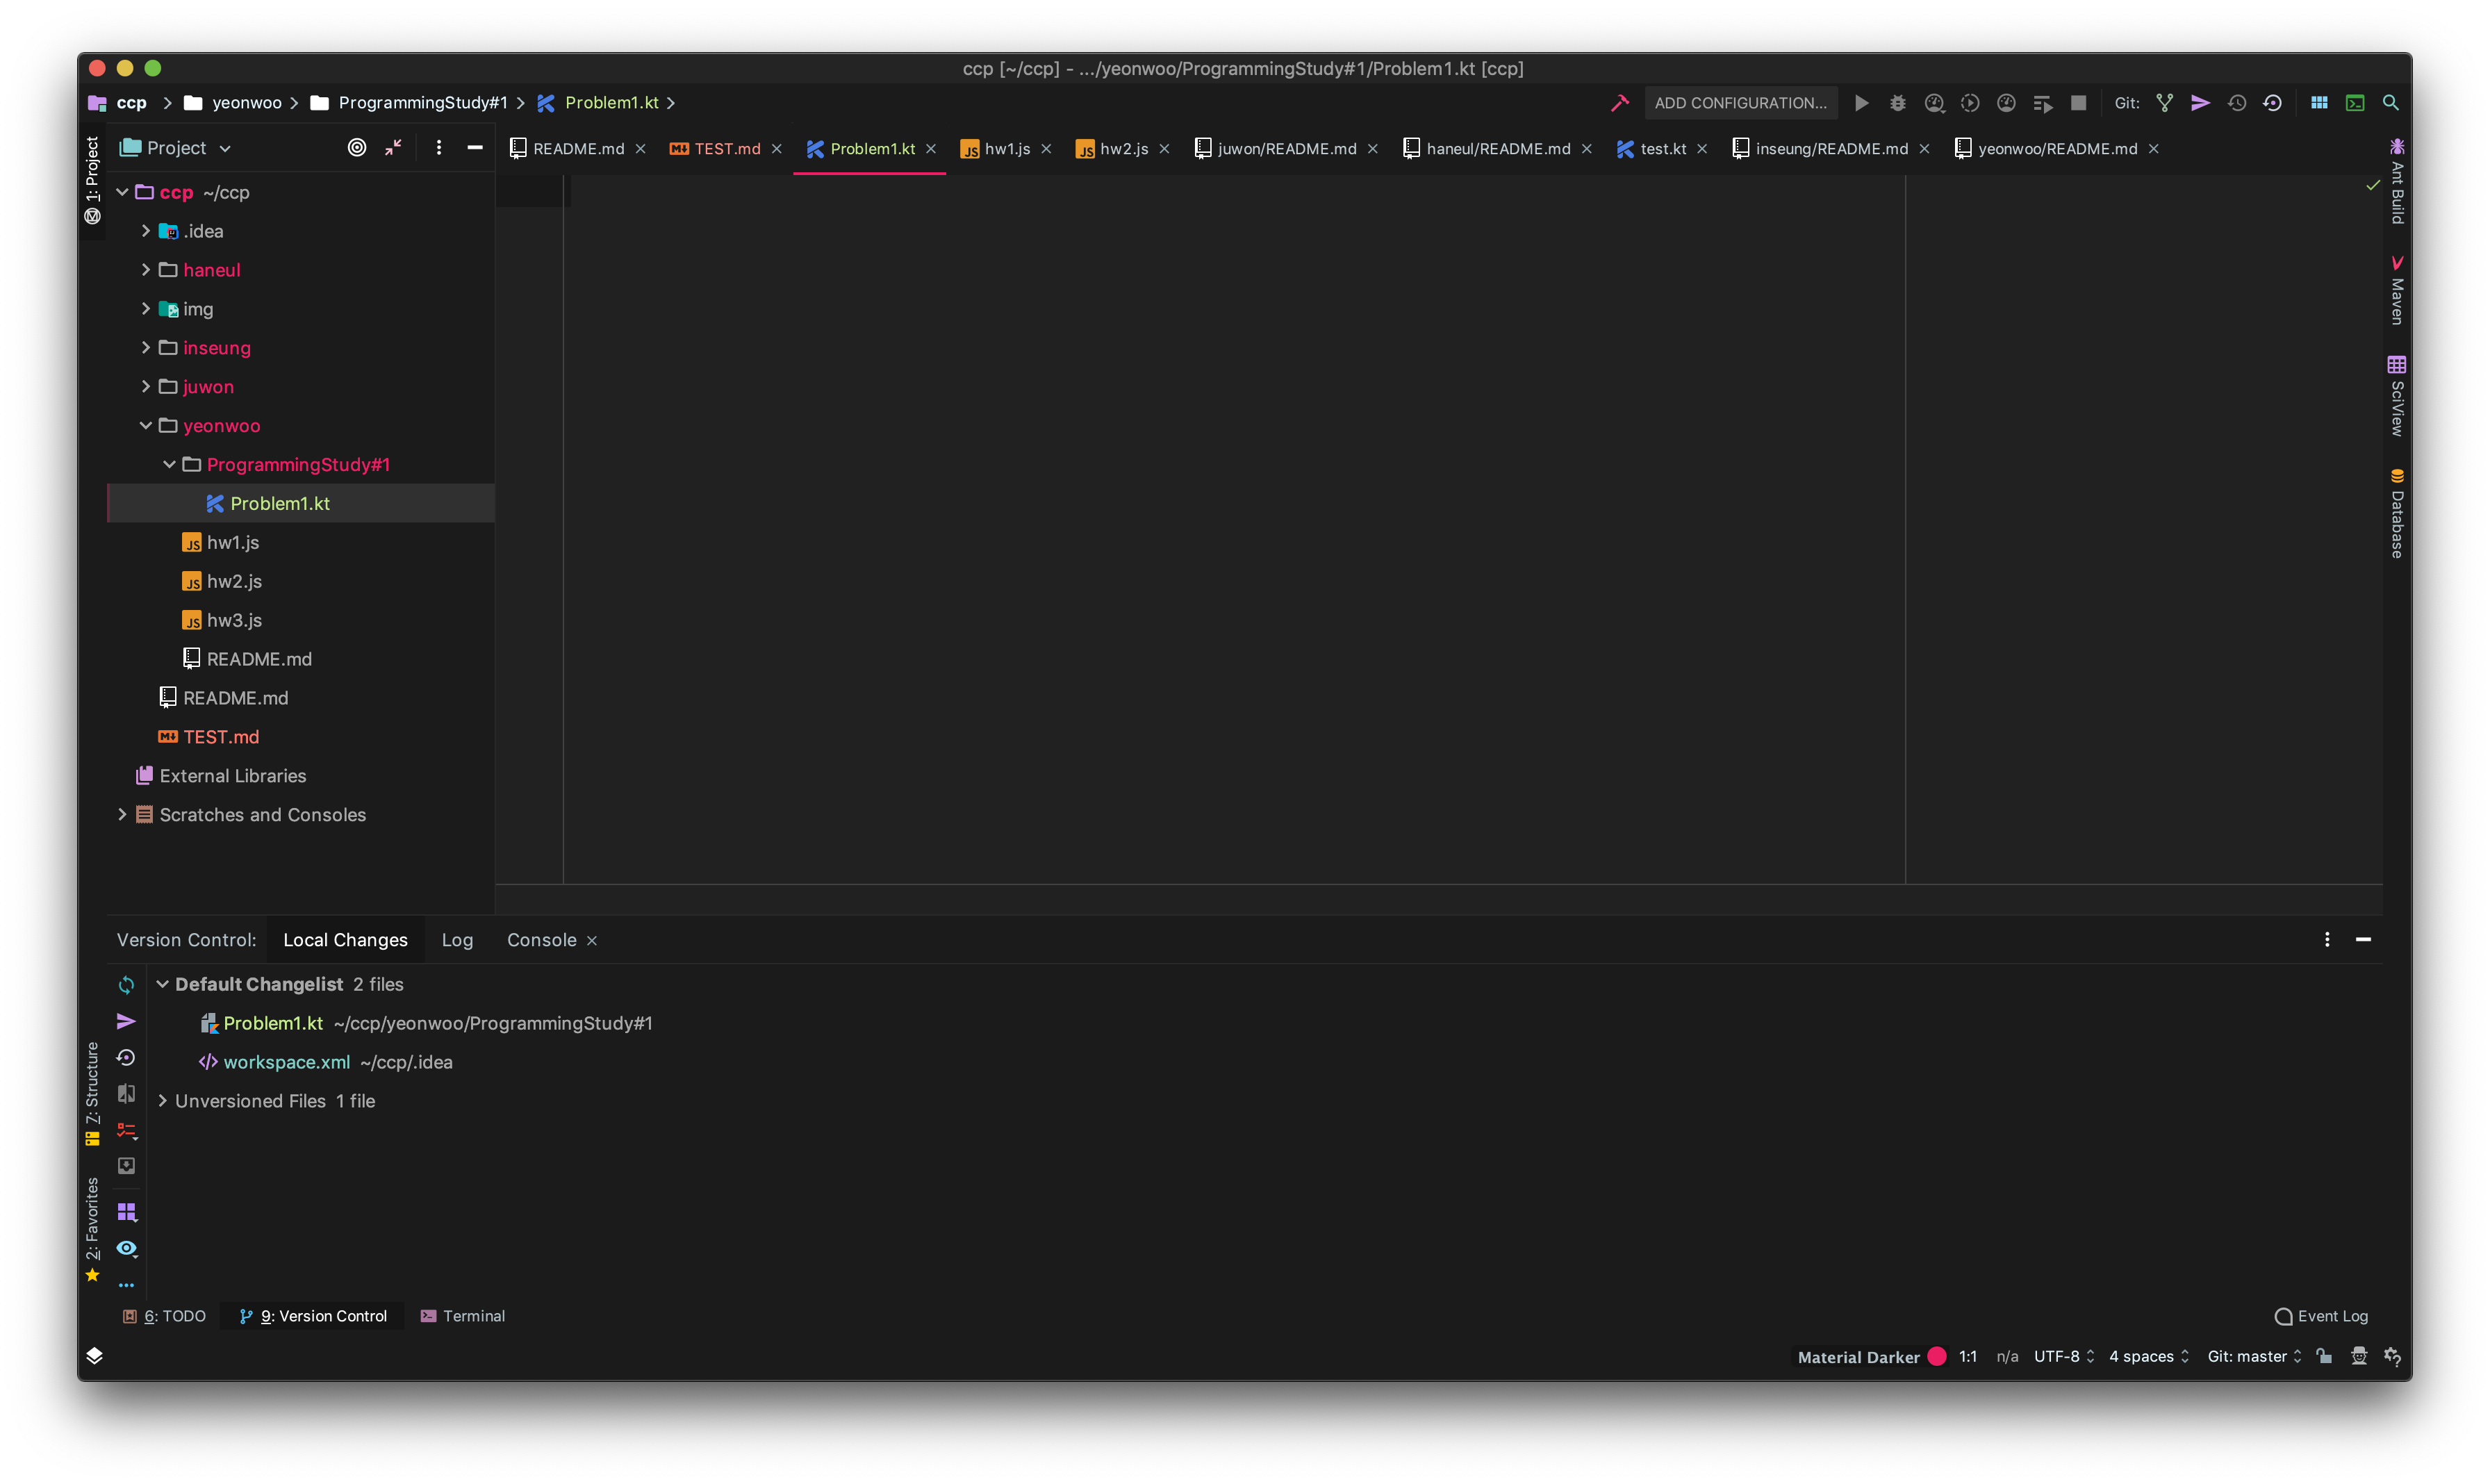 ccp [~/ccp] - .../yeonwoo/ProgrammingStudy#1/Problem1.kt [ccp]
ccp yeonwoo ProgrammingStudy#1 Problem1.kt ADD CONFIGURATION... Git:
1: Project
Project
README.md TEST.md Problem1.kt hw1.js hw2.js juwon/README.md haneul/README.md test.kt inseung/README.md yeonwoo/README.md
ccp ~/ccp
.idea
haneul
img
inseung
juwon
yeonwoo
ProgrammingStudy#1
Problem1.kt
JS hw1.js
JS hw2.js
JS hw3.js
README.md
README.md
TEST.md
External Libraries
Scratches and Consoles
Ant Build
Maven
SciView
Database
Version Control: Local Changes Log Console
Default Changelist 2 files
Problem1.kt ~/ccp/yeonwoo/ProgrammingStudy#1
workspace.xml ~/ccp/.idea
Unversioned Files 1 file
7: Structure
2: Favorites
6: TODO 9: Version Control Terminal Event Log
Material Darker 1:1 n/a UTF-8 4 spaces Git: master